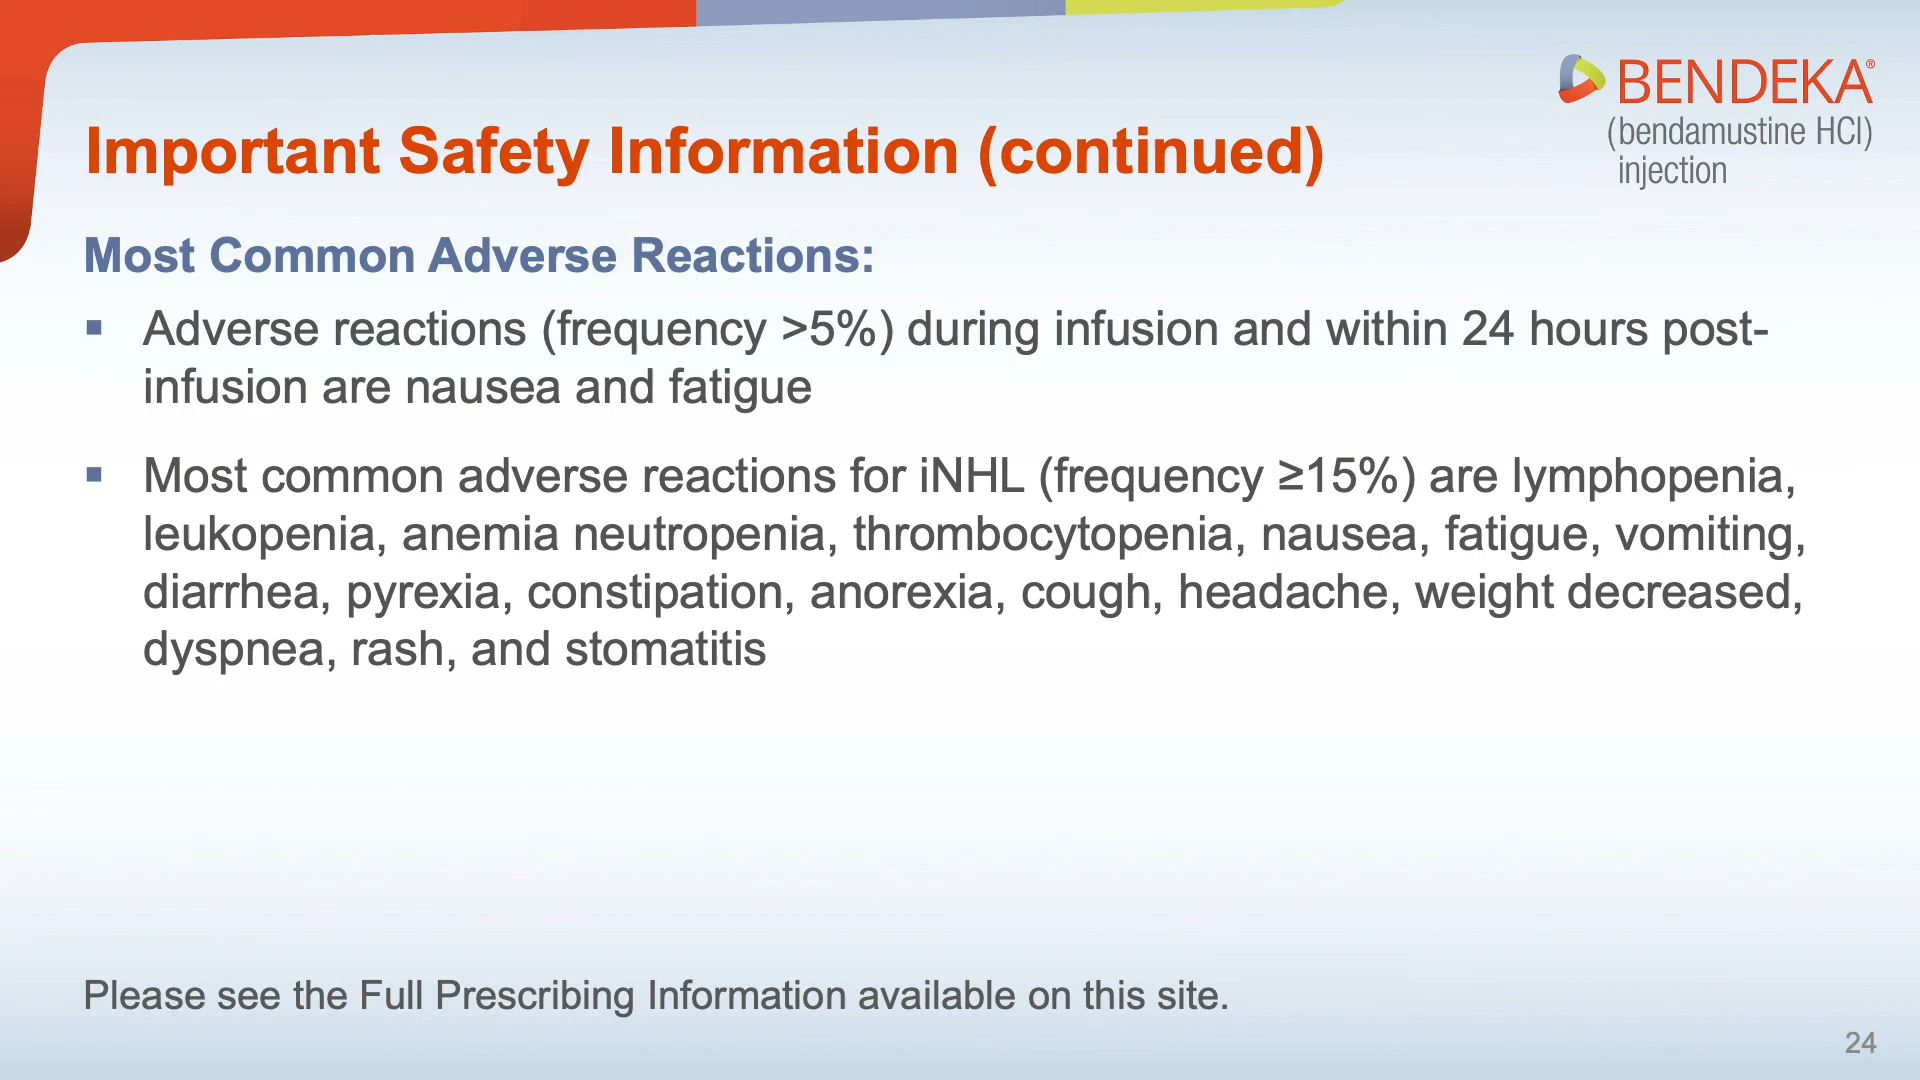 BENDEKA®
(bendamustine HCl)
injection
Important Safety Information (continued)
Most Common Adverse Reactions:
▪ Adverse reactions (frequency >5%) during infusion and within 24 hours post-
infusion are nausea and fatigue
▪ Most common adverse reactions for iNHL (frequency ≥15%) are lymphopenia,
leukopenia, anemia neutropenia, thrombocytopenia, nausea, fatigue, vomiting,
diarrhea, pyrexia, constipation, anorexia, cough, headache, weight decreased,
dyspnea, rash, and stomatitis
Please see the Full Prescribing Information available on this site.
24